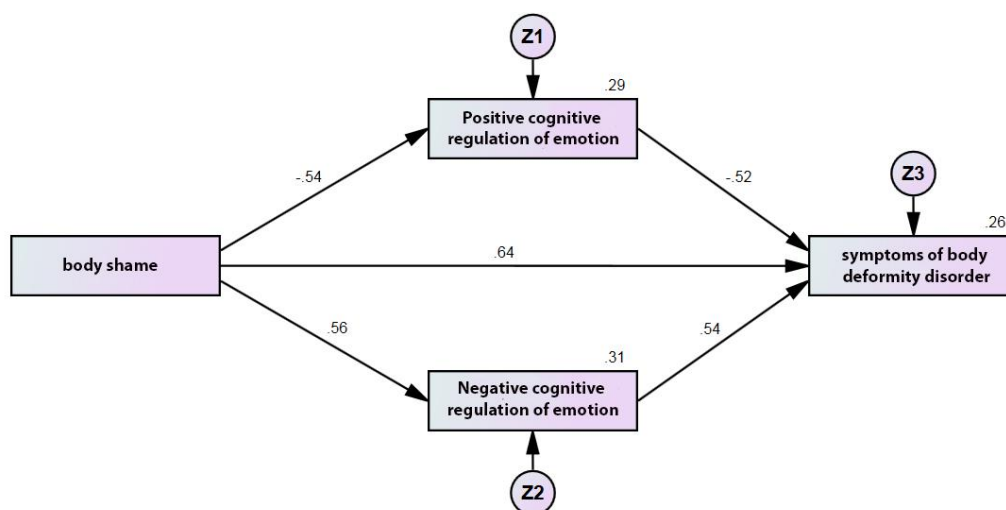 Z1
.29
Positive cognitive
regulation of emotion
-.54
-.52
Z3
.26
body shame
.64
symptoms of body
deformity disorder
.56
.54
.31
Negative cognitive
regulation of emotion
Z2